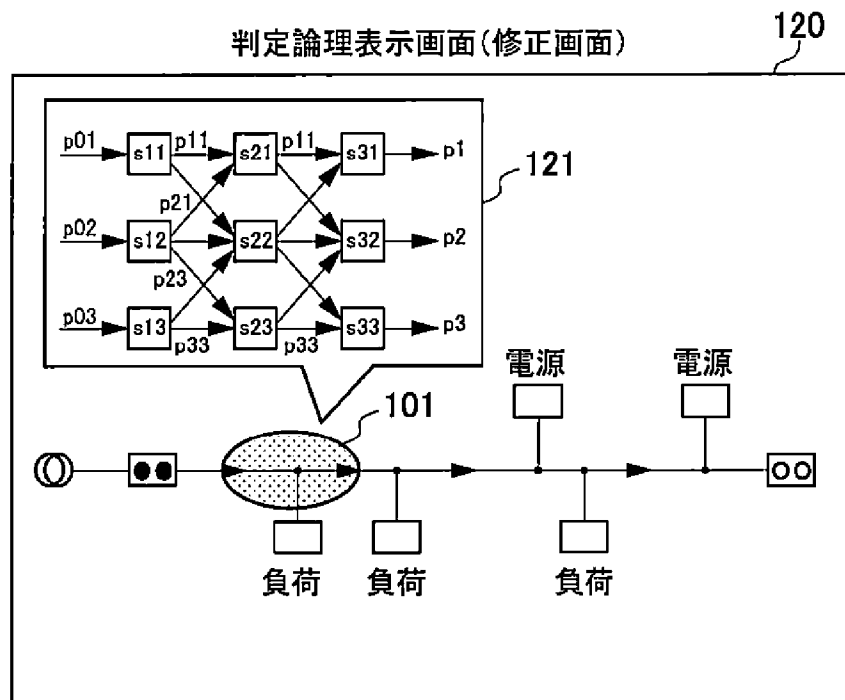 判定論理表示画面(修正画面)
120
p01 s11 p11 s21 p11 s31 p1
p21
121
p02 s12 s22 s32 p2
p23
p03 s13 s23 s33 p3
p33 p33
101
電源 電源
負荷 負荷 負荷